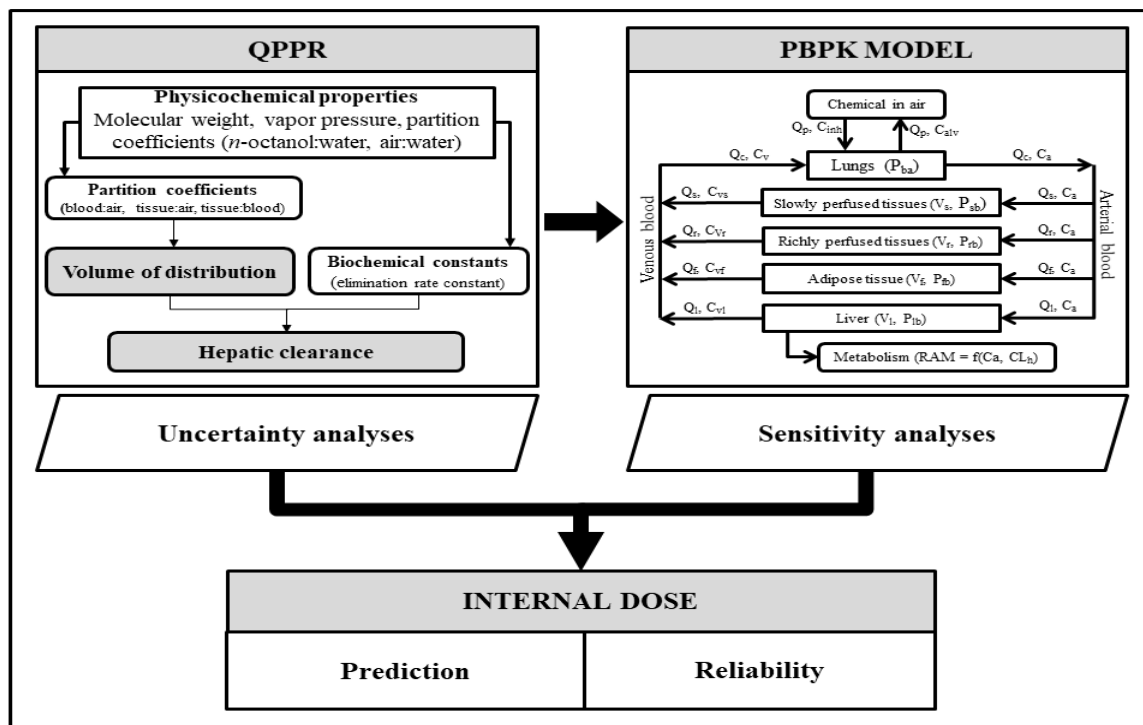 QPPR
Physicochemical properties
Molecular weight, vapor pressure, partition
coefficients (n-octanol:water, air:water)
Partition coefficients
(blood:air, tissue:air, tissue:blood)
Volume of distribution
Biochemical constants
(elimination rate constant)
Hepatic clearance
PBPK MODEL
Chemical in air
Qp, Cinh
Qp, Calv
Qc, Cv
Lungs (Pba)
Qc, Ca
Venous blood
Arterial blood
Qs, Cvs
Slowly perfused tissues (Vs, Psb)
Qs, Ca
Qr, CVr
Richly perfused tissues (Vr, Prb)
Qr, Ca
Qf, Cvf
Adipose tissue (Vf, Pfb)
Qf, Ca
Ql, Cvl
Liver (Vl, Plb)
Ql, Ca
Metabolism (RAM = f(Ca, CLh)
Uncertainty analyses
Sensitivity analyses
INTERNAL DOSE
Prediction
Reliability